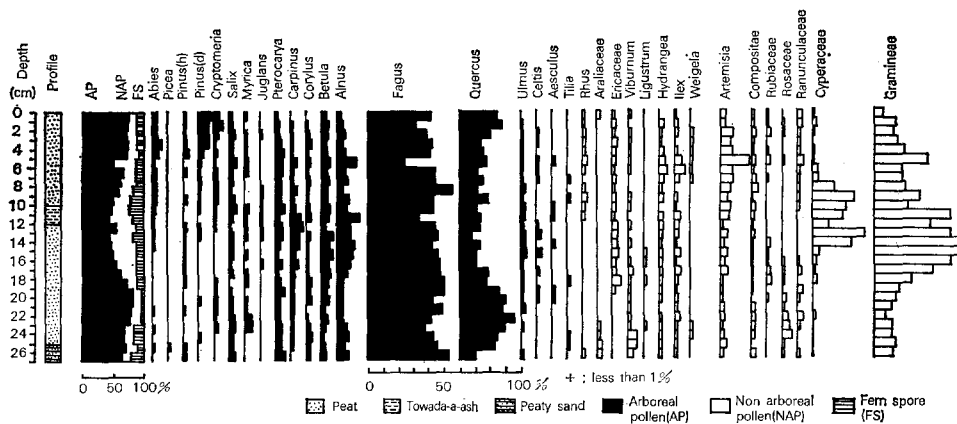 Depth
(cm)
Profile
AP
NAP
FS
Abies
Picea
Pinus(h)
Pinus(d)
Cryptomeria
Salix
Myrica
Juglans
Pterocarya
Carpinus
Corylus
Betula
Alnus
Fagus
Quercus
Ulmus
Celtis
Aesculus
Tilia
Rhus
Araliaceae
Ericaceae
Viburnum
Ligustrum
Hydrangea
Ilex
Weigela
Artemisia
Compositae
Rubiaceae
Rosaceae
Ranunculaceae
Cyperaceae
Gramineae
0
2
4
6
8
10
12
14
16
18
20
22
24
26
0 50 100%
0 100%
+ ; less than 1%
Peat
Towada-a-ash
Peaty sand
Arboreal
pollen(AP)
Non arboreal
pollen(NAP)
Fern spore
(FS)